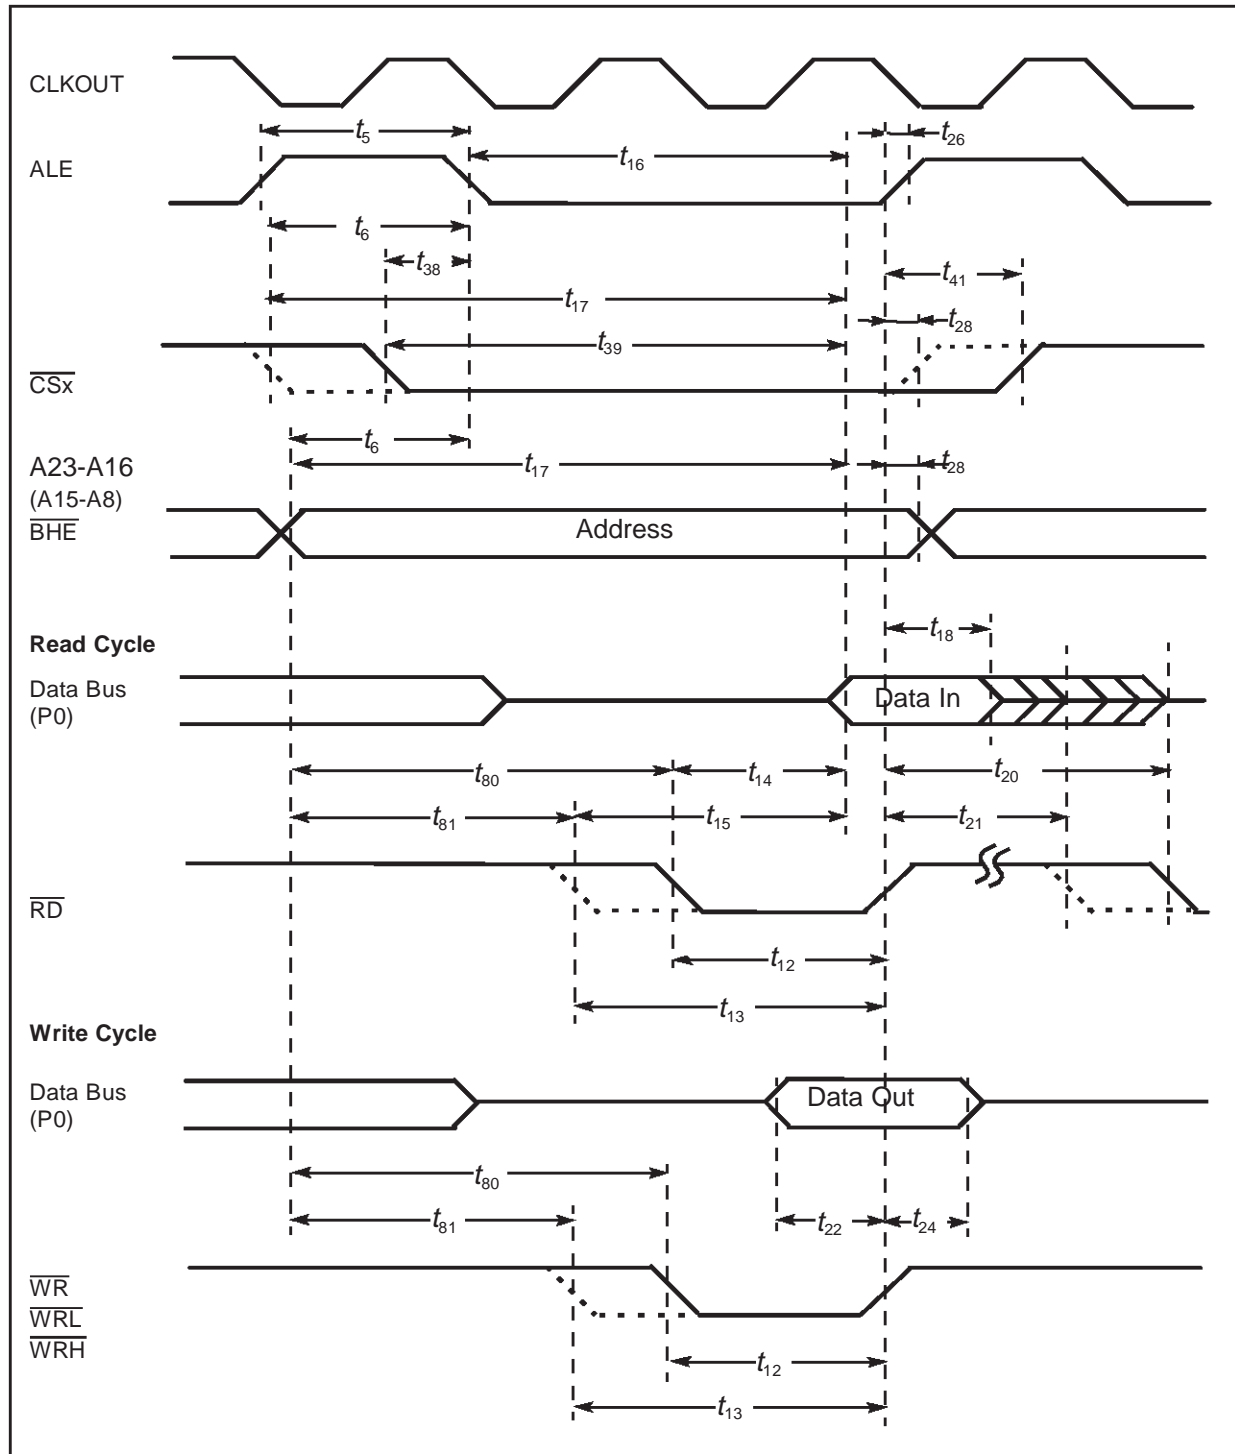 CLKOUT
t5
t26
ALE
t16
t6
t38
t41
t17
t28
t39
CSx
t6
A23-A16
t17
t28
(A15-A8)
BHE
Address
t18
Read Cycle
Data Bus
(P0)
Data In
t80
t14
t20
t81
t15
t21
RD
t12
t13
Write Cycle
Data Bus
(P0)
Data Out
t80
t81
t22
t24
WR
WRL
WRH
t12
t13